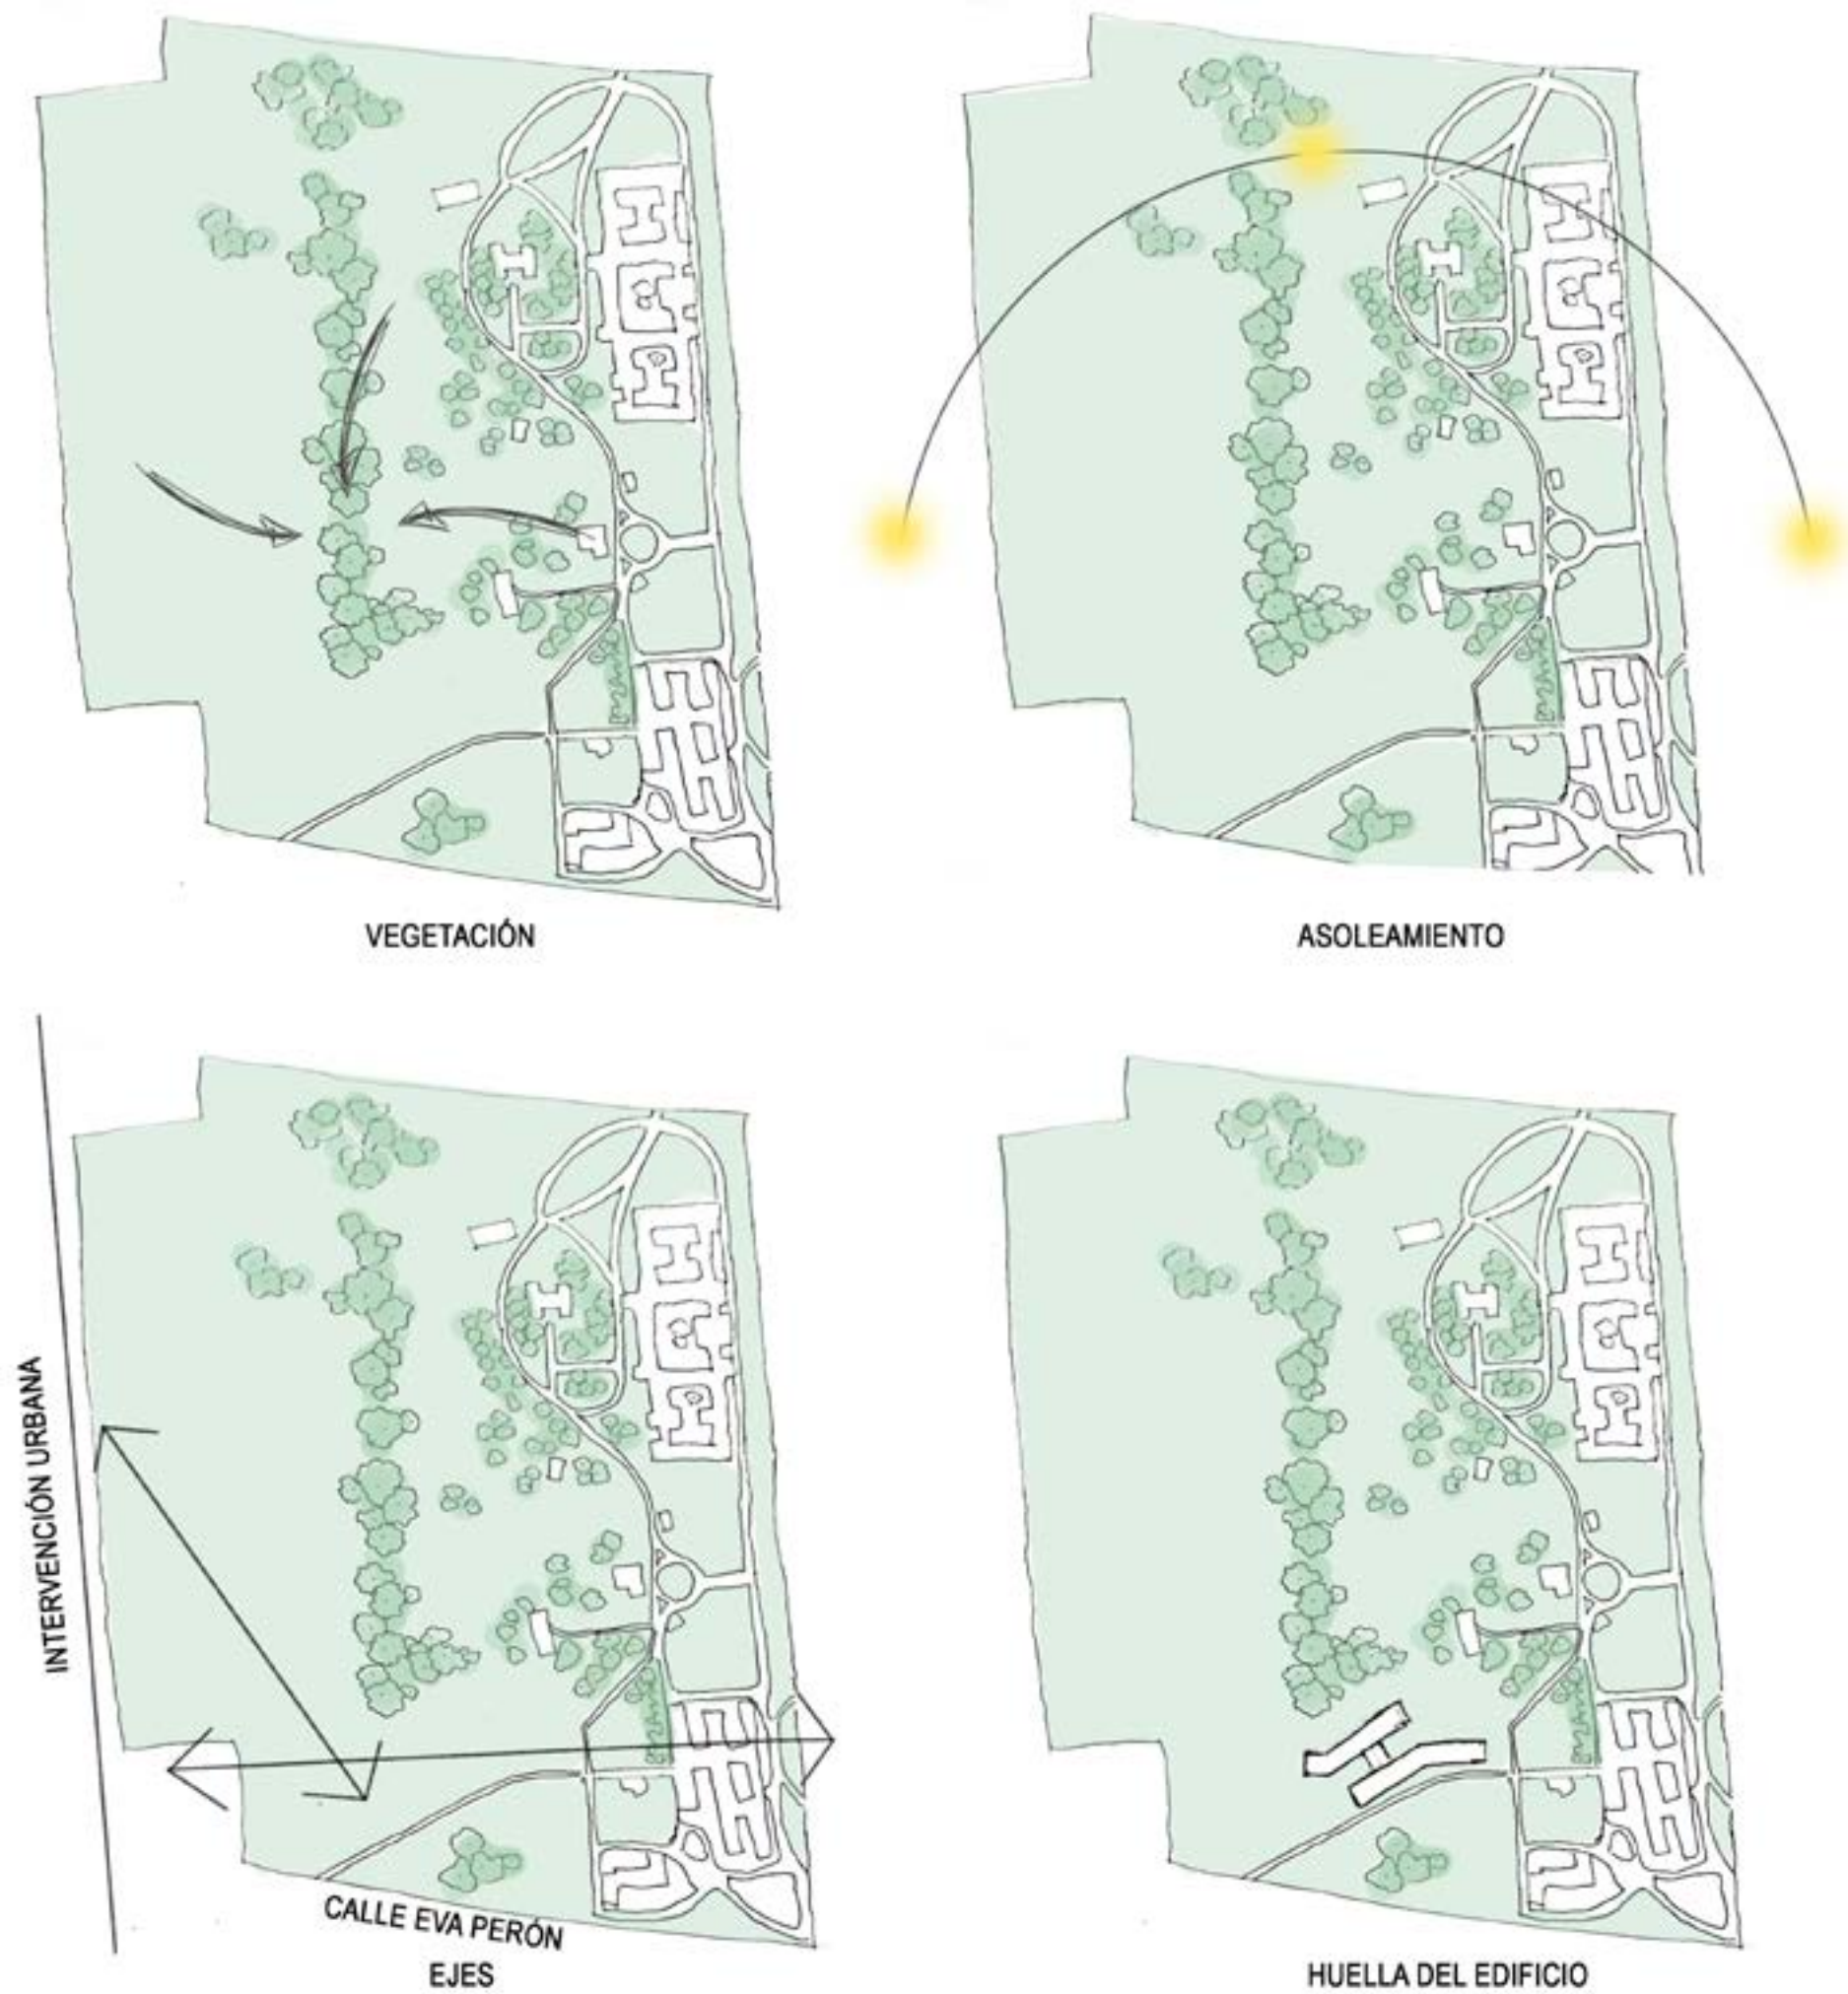 VEGETACIÓN
ASOLEAMIENTO
INTERVENCIÓN URBANA
CALLE EVA PERÓN
EJES
HUELLA DEL EDIFICIO